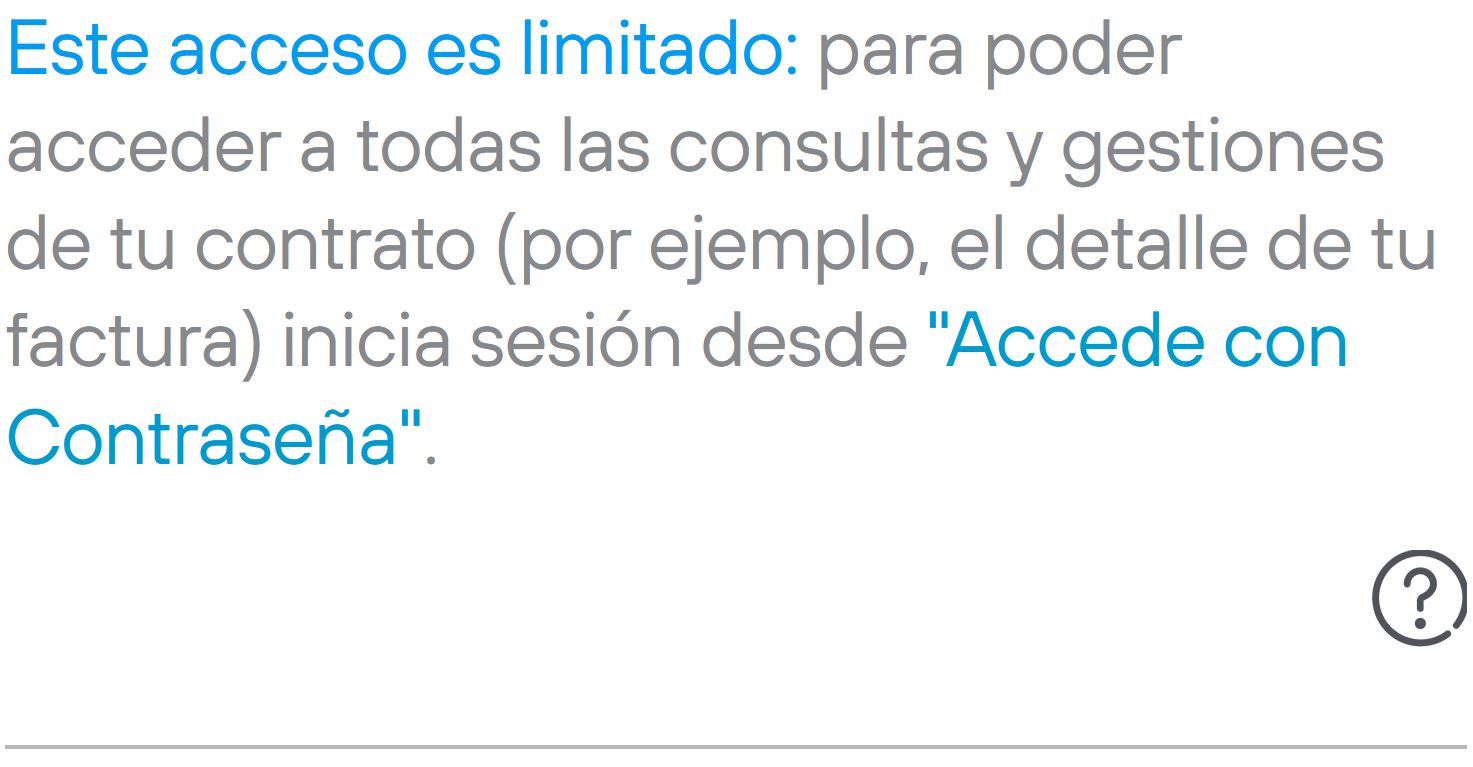 Este acceso es limitado: para poder
acceder a todas las consultas y gestiones
de tu contrato (por ejemplo, el detalle de tu
factura) inicia sesión desde "Accede con
Contraseña".
?